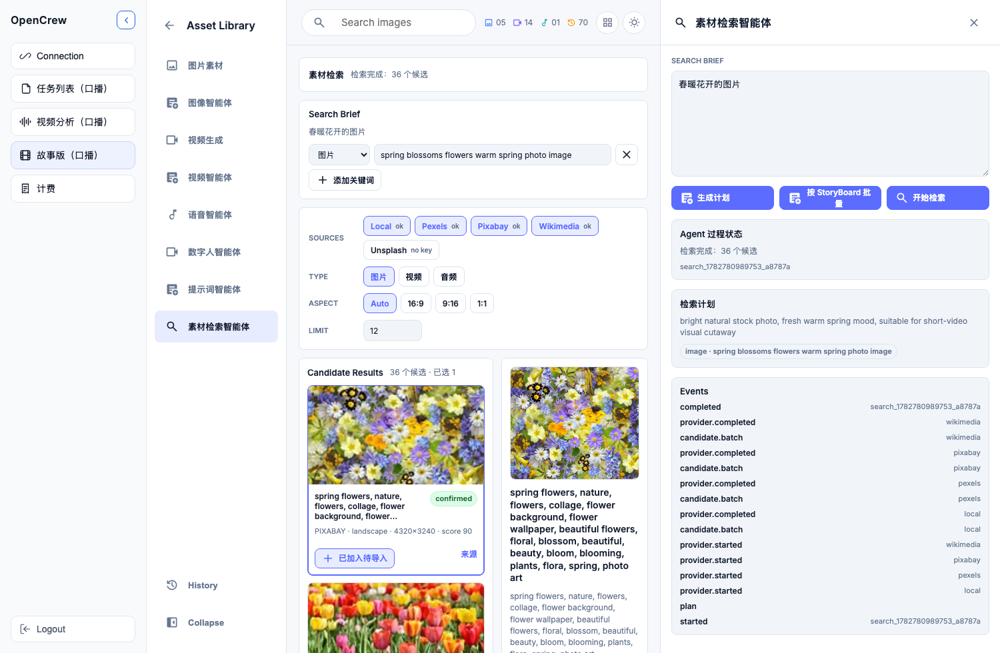 OpenCrew
Connection
任务列表（口播）
视频分析（口播）
故事版（口播）
计费
Logout
Asset Library
图片素材
图像智能体
视频生成
视频智能体
语音智能体
数字人智能体
提示词智能体
素材检索智能体
History
Collapse
Search images
05
14
01
70
素材检索 检索完成：36 个候选
Search Brief
春暖花开的图片
图片
spring blossoms flowers warm spring photo image
添加关键词
SOURCES
Local ok
Pexels ok
Pixabay ok
Wikimedia ok
Unsplash no key
TYPE
图片
视频
音频
ASPECT
Auto
16:9
9:16
1:1
LIMIT
12
Candidate Results 36 个候选 · 已选 1
spring flowers, nature,
flowers, collage, flower
background, flower...
confirmed
PIXABAY · landscape · 4320×3240 · score 90
已加入待导入
来源
spring flowers, nature,
flowers, collage, flower
background, flower
wallpaper, beautiful flowers,
floral, blossom, beautiful,
beauty, bloom, blooming,
plants, flora, spring, photo
art
spring flowers, nature, flowers,
collage, flower background,
flower wallpaper, beautiful
flowers, floral, blossom, beautiful,
beauty, bloom, blooming, plants,
flora, spring, photo art
素材检索智能体
SEARCH BRIEF
春暖花开的图片
生成计划
按 StoryBoard 批
量
开始检索
Agent 过程状态
检索完成：36 个候选
search_1782780989753_a8787a
检索计划
bright natural stock photo, fresh warm spring mood, suitable for short-video
visual cutaway
image · spring blossoms flowers warm spring photo image
Events
completed search_1782780989753_a8787a
provider.completed wikimedia
candidate.batch wikimedia
provider.completed pixabay
candidate.batch pixabay
provider.completed pexels
candidate.batch pexels
provider.completed local
candidate.batch local
provider.started wikimedia
provider.started pixabay
provider.started pexels
provider.started local
plan
started search_1782780989753_a8787a